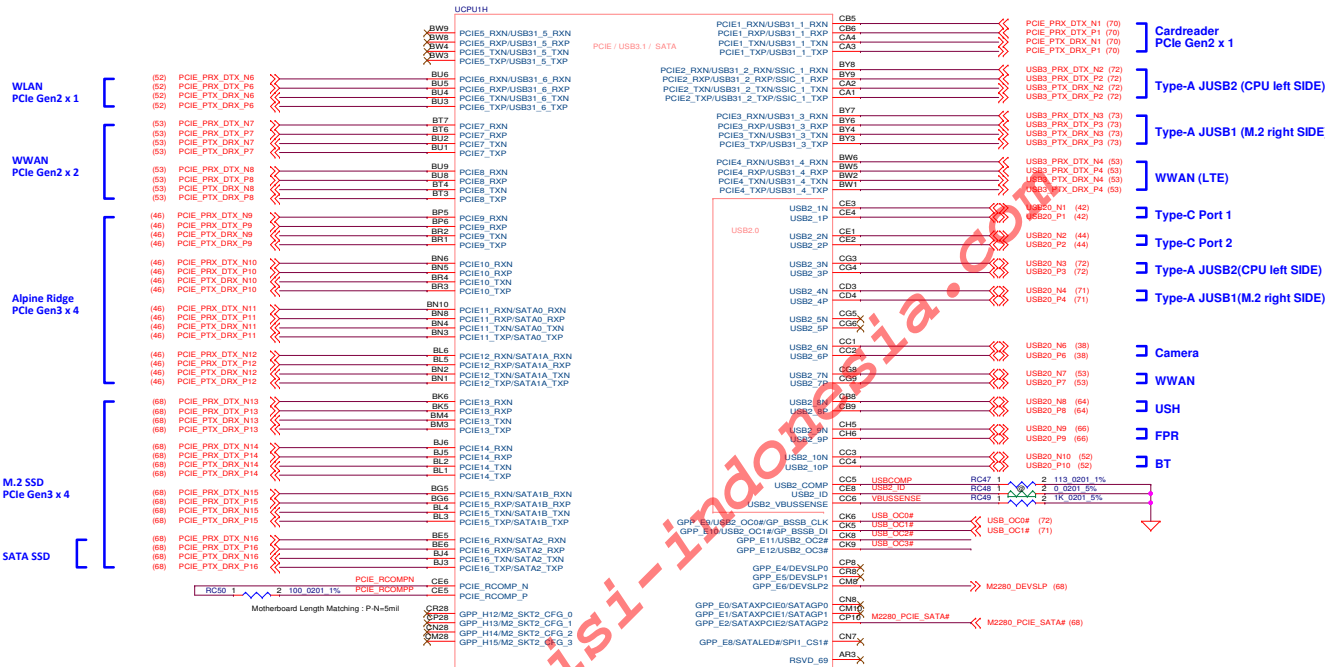 UCPU1H
PCIE / USB3.1 / SATA
USB2.0
BW9 PCIE5_RXN/USB31_5_RXN
BW8 PCIE5_RXP/USB31_5_RXP
BW4 PCIE5_TXN/USB31_5_TXN
BW3 PCIE5_TXP/USB31_5_TXP
WLAN
PCIe Gen2 x 1
(52) PCIE_PRX_DTX_N6 BU6 PCIE6_RXN/USB31_6_RXN
(52) PCIE_PRX_DTX_P6 BU5 PCIE6_RXP/USB31_6_RXP
(52) PCIE_PTX_DRX_N6 BU4 PCIE6_TXN/USB31_6_TXN
(52) PCIE_PTX_DRX_P6 BU3 PCIE6_TXP/USB31_6_TXP
WWAN
PCIe Gen2 x 2
(53) PCIE_PRX_DTX_N7 BT7 PCIE7_RXN
(53) PCIE_PRX_DTX_P7 BT6 PCIE7_RXP
(53) PCIE_PTX_DRX_N7 BU2 PCIE7_TXN
(53) PCIE_PTX_DRX_P7 BU1 PCIE7_TXP
(53) PCIE_PRX_DTX_N8 BU9 PCIE8_RXN
(53) PCIE_PRX_DTX_P8 BU8 PCIE8_RXP
(53) PCIE_PTX_DRX_N8 BT4 PCIE8_TXN
(53) PCIE_PTX_DRX_P8 BT3 PCIE8_TXP
Alpine Ridge
PCIe Gen3 x 4
(46) PCIE_PRX_DTX_N9 BP5 PCIE9_RXN
(46) PCIE_PRX_DTX_P9 BP6 PCIE9_RXP
(46) PCIE_PTX_DRX_N9 BR2 PCIE9_TXN
(46) PCIE_PTX_DRX_P9 BR1 PCIE9_TXP
(46) PCIE_PRX_DTX_N10 BN6 PCIE10_RXN
(46) PCIE_PRX_DTX_P10 BN5 PCIE10_RXP
(46) PCIE_PTX_DRX_N10 BR4 PCIE10_TXN
(46) PCIE_PTX_DRX_P10 BR3 PCIE10_TXP
(46) PCIE_PRX_DTX_N11 BN10 PCIE11_RXN/SATA0_RXN
(46) PCIE_PRX_DTX_P11 BN8 PCIE11_RXP/SATA0_RXP
(46) PCIE_PTX_DRX_N11 BN4 PCIE11_TXN/SATA0_TXN
(46) PCIE_PTX_DRX_P11 BN3 PCIE11_TXP/SATA0_TXP
(46) PCIE_PRX_DTX_N12 BL6 PCIE12_RXN/SATA1A_RXN
(46) PCIE_PRX_DTX_P12 BL5 PCIE12_RXP/SATA1A_RXP
(46) PCIE_PTX_DRX_N12 BN2 PCIE12_TXN/SATA1A_TXN
(46) PCIE_PTX_DRX_P12 BN1 PCIE12_TXP/SATA1A_TXP
M.2 SSD
PCIe Gen3 x 4
(68) PCIE_PRX_DTX_N13 BK6 PCIE13_RXN
(68) PCIE_PRX_DTX_P13 BK5 PCIE13_RXP
(68) PCIE_PTX_DRX_N13 BM4 PCIE13_TXN
(68) PCIE_PTX_DRX_P13 BM3 PCIE13_TXP
(68) PCIE_PRX_DTX_N14 BJ6 PCIE14_RXN
(68) PCIE_PRX_DTX_P14 BJ5 PCIE14_RXP
(68) PCIE_PTX_DRX_N14 BL2 PCIE14_TXN
(68) PCIE_PTX_DRX_P14 BL1 PCIE14_TXP
(68) PCIE_PRX_DTX_N15 BG5 PCIE15_RXN/SATA1B_RXN
(68) PCIE_PRX_DTX_P15 BG6 PCIE15_RXP/SATA1B_RXP
(68) PCIE_PTX_DRX_N15 BL4 PCIE15_TXN/SATA1B_TXN
(68) PCIE_PTX_DRX_P15 BL3 PCIE15_TXP/SATA1B_TXP
SATA SSD
(68) PCIE_PRX_DTX_N16 BE5 PCIE16_RXN/SATA2_RXN
(68) PCIE_PRX_DTX_P16 BE6 PCIE16_RXP/SATA2_RXP
(68) PCIE_PTX_DRX_N16 BJ4 PCIE16_TXN/SATA2_TXN
(68) PCIE_PTX_DRX_P16 BJ3 PCIE16_TXP/SATA2_TXP
PCIE_RCOMPN CE6 PCIE_RCOMP_N
RC50 1 2 100_0201_1% PCIE_RCOMPP CE5 PCIE_RCOMP_P
Motherboard Length Matching : P-N=5mil
CR28 GPP_H12/M2_SKT2_CFG_0
CP28 GPP_H13/M2_SKT2_CFG_1
CN28 GPP_H14/M2_SKT2_CFG_2
CM28 GPP_H15/M2_SKT2_CFG_3
PCIE1_RXN/USB31_1_RXN CB5 PCIE_PRX_DTX_N1 (70)
PCIE1_RXP/USB31_1_RXP CB6 PCIE_PRX_DTX_P1 (70)
PCIE1_TXN/USB31_1_TXN CA4 PCIE_PTX_DRX_N1 (70)
PCIE1_TXP/USB31_1_TXP CA3 PCIE_PTX_DRX_P1 (70)
Cardreader
PCIe Gen2 x 1
PCIE2_RXN/USB31_2_RXN/SSIC_1_RXN BY8 USB3_PRX_DTX_N2 (72)
PCIE2_RXP/USB31_2_RXP/SSIC_1_RXP BY9 USB3_PRX_DTX_P2 (72)
PCIE2_TXN/USB31_2_TXN/SSIC_1_TXN CA2 USB3_PTX_DRX_N2 (72)
PCIE2_TXP/USB31_2_TXP/SSIC_1_TXP CA1 USB3_PTX_DRX_P2 (72)
Type-A JUSB2 (CPU left SIDE)
PCIE3_RXN/USB31_3_RXN BY7 USB3_PRX_DTX_N3 (73)
PCIE3_RXP/USB31_3_RXP BY6 USB3_PRX_DTX_P3 (73)
PCIE3_TXN/USB31_3_TXN BY4 USB3_PTX_DRX_N3 (73)
PCIE3_TXP/USB31_3_TXP BY3 USB3_PTX_DRX_P3 (73)
Type-A JUSB1 (M.2 right SIDE
PCIE4_RXN/USB31_4_RXN BW6 USB3_PRX_DTX_N4 (53)
PCIE4_RXP/USB31_4_RXP BW5 USB3_PRX_DTX_P4 (53)
PCIE4_TXN/USB31_4_TXN BW2 USB3_PTX_DRX_N4 (53)
PCIE4_TXP/USB31_4_TXP BW1 USB3_PTX_DRX_P4 (53)
WWAN (LTE)
USB2_1N CE3 USB20_N1 (42)
USB2_1P CE4 USB20_P1 (42)
Type-C Port 1
USB2_2N CE1 USB20_N2 (44)
USB2_2P CE2 USB20_P2 (44)
Type-C Port 2
USB2_3N CG3 USB20_N3 (72)
USB2_3P CG4 USB20_P3 (72)
Type-A JUSB2(CPU left SIDE)
USB2_4N CD3 USB20_N4 (71)
USB2_4P CD4 USB20_P4 (71)
Type-A JUSB1(M.2 right SIDE)
USB2_5N CG5
USB2_5P CG6
USB2_6N CC1 USB20_N6 (38)
USB2_6P CC2 USB20_P6 (38)
Camera
USB2_7N CG8 USB20_N7 (53)
USB2_7P CG9 USB20_P7 (53)
WWAN
USB2_8N CB8 USB20_N8 (64)
USB2_8P CB9 USB20_P8 (64)
USH
USB2_9N CH5 USB20_N9 (66)
USB2_9P CH6 USB20_P9 (66)
FPR
USB2_10N CC3 USB20_N10 (52)
USB2_10P CC4 USB20_P10 (52)
BT
USB2_COMP CC5 USBCOMP RC47 1 2 113_0201_1%
USB2_ID CE8 USB2_ID RC48 1 @ 2 0_0201_5%
USB2_VBUSSENSE CC6 VBUSSENSE RC49 1 2 1K_0201_5%
GPP_E9/USB2_OC0#/GP_BSSB_CLK CK6 USB_OC0# USB_OC0# (72)
GPP_E10/USB2_OC1#/GP_BSSB_DI CK5 USB_OC1# USB_OC1# (71)
GPP_E11/USB2_OC2# CK8 USB_OC2#
GPP_E12/USB2_OC3# CK9 USB_OC3#
GPP_E4/DEVSLP0 CP8
GPP_E5/DEVSLP1 CR8
GPP_E6/DEVSLP2 CM8 M2280_DEVSLP (68)
GPP_E0/SATAXPCIE0/SATAGP0 CN8
GPP_E1/SATAXPCIE1/SATAGP1 CM10
GPP_E2/SATAXPCIE2/SATAGP2 CP10 M2280_PCIE_SATA# M2280_PCIE_SATA# (68)
GPP_E8/SATALED#/SPI1_CS1# CN7
RSVD_69 AR3
isi-indonesia.com